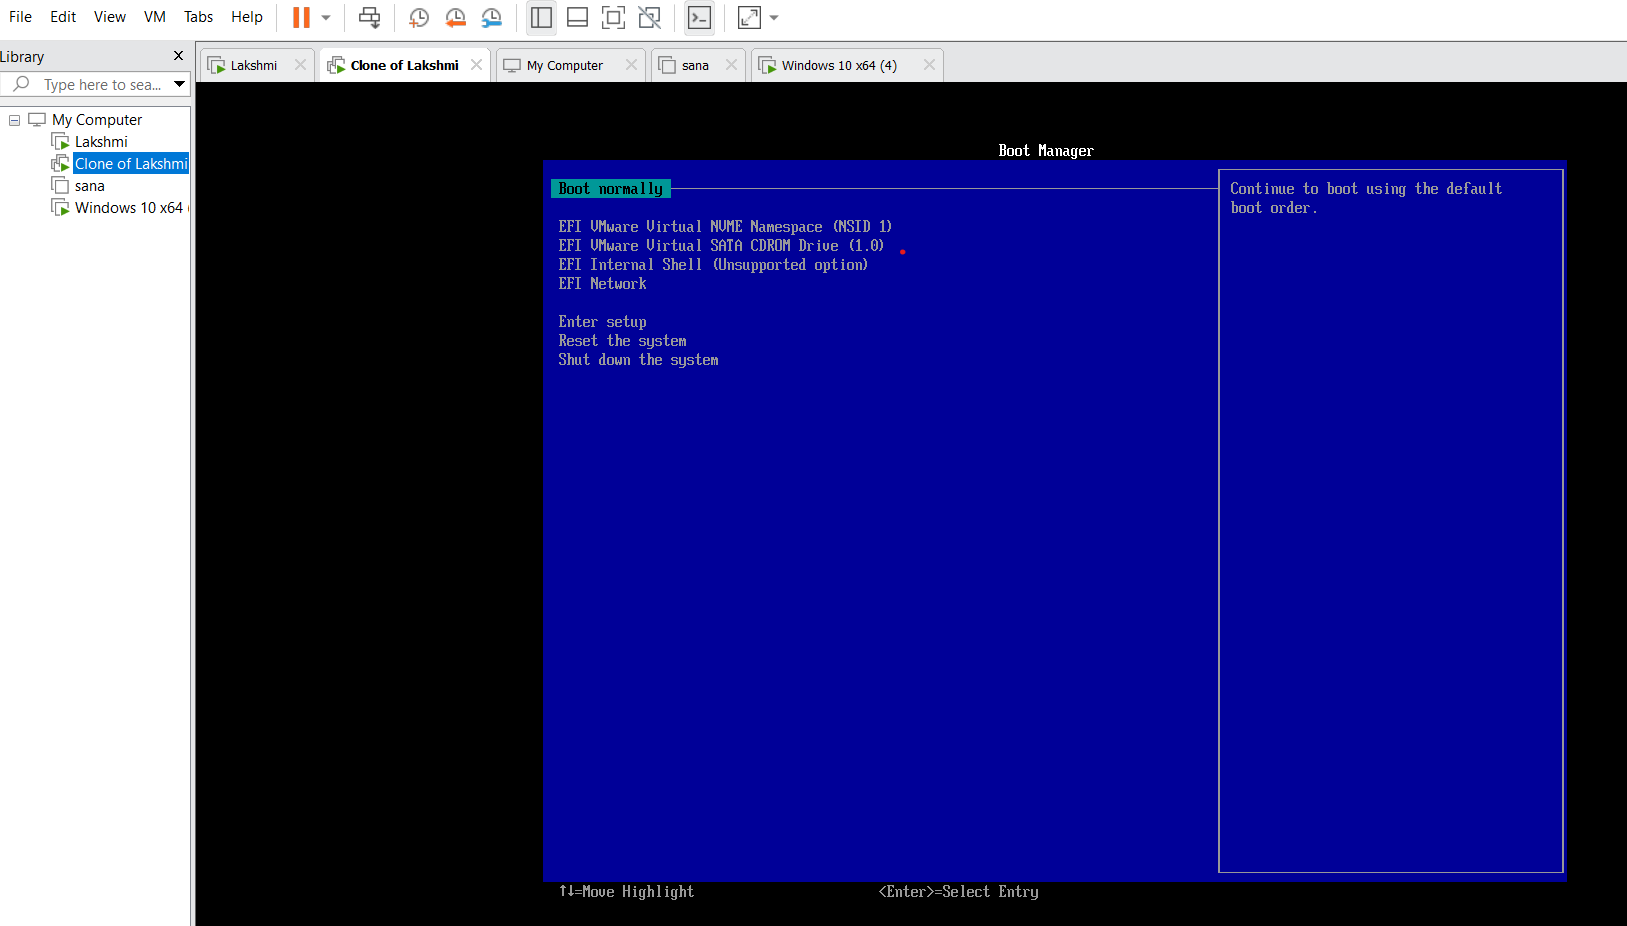 File Edit View VM Tabs Help
Library
Type here to sea...
My Computer
Lakshmi
Clone of Lakshmi
sana
Windows 10 x64 (
Lakshmi
Clone of Lakshmi
My Computer
sana
Windows 10 x64 (4)
Boot Manager
Boot normally
EFI VMware Virtual NVME Namespace (NSID 1)
EFI VMware Virtual SATA CDROM Drive (1.0)
EFI Internal Shell (Unsupported option)
EFI Network
Enter setup
Reset the system
Shut down the system
Continue to boot using the default
boot order.
↑↓=Move Highlight <Enter>=Select Entry